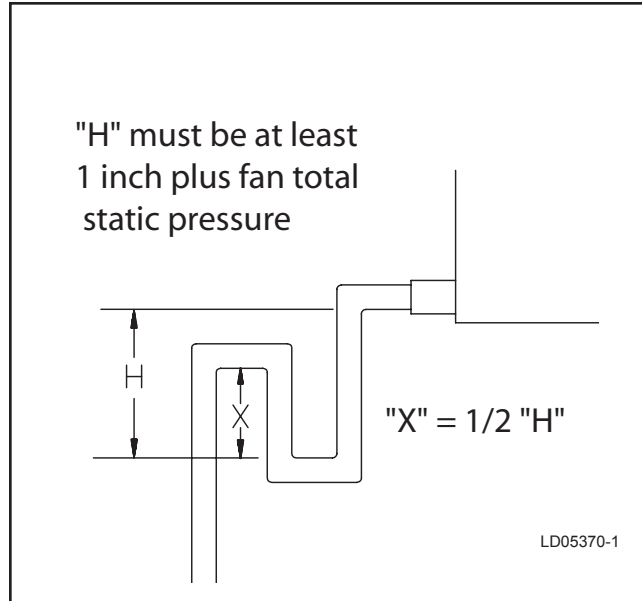 "H" must be at least
1 inch plus fan total
static pressure
H
X
"X" = 1/2 "H"
LD05370-1